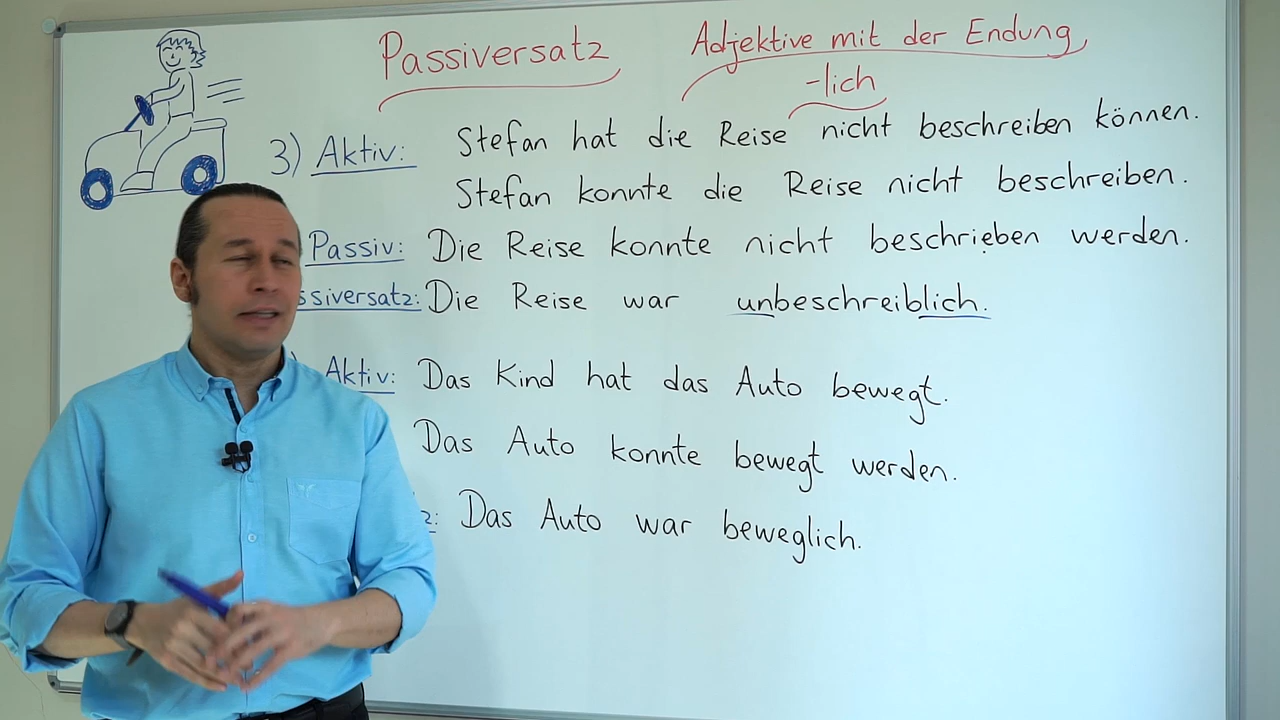 Passiversatz Adjektive mit der Endung
-lich
3) Aktiv: Stefan hat die Reise nicht beschreiben können.
Stefan konnte die Reise nicht beschreiben.
Passiv: Die Reise konnte nicht beschrieben werden.
ssiversatz: Die Reise war unbeschreiblich.
) Aktiv: Das Kind hat das Auto bewegt.
Das Auto konnte bewegt werden.
z: Das Auto war beweglich.